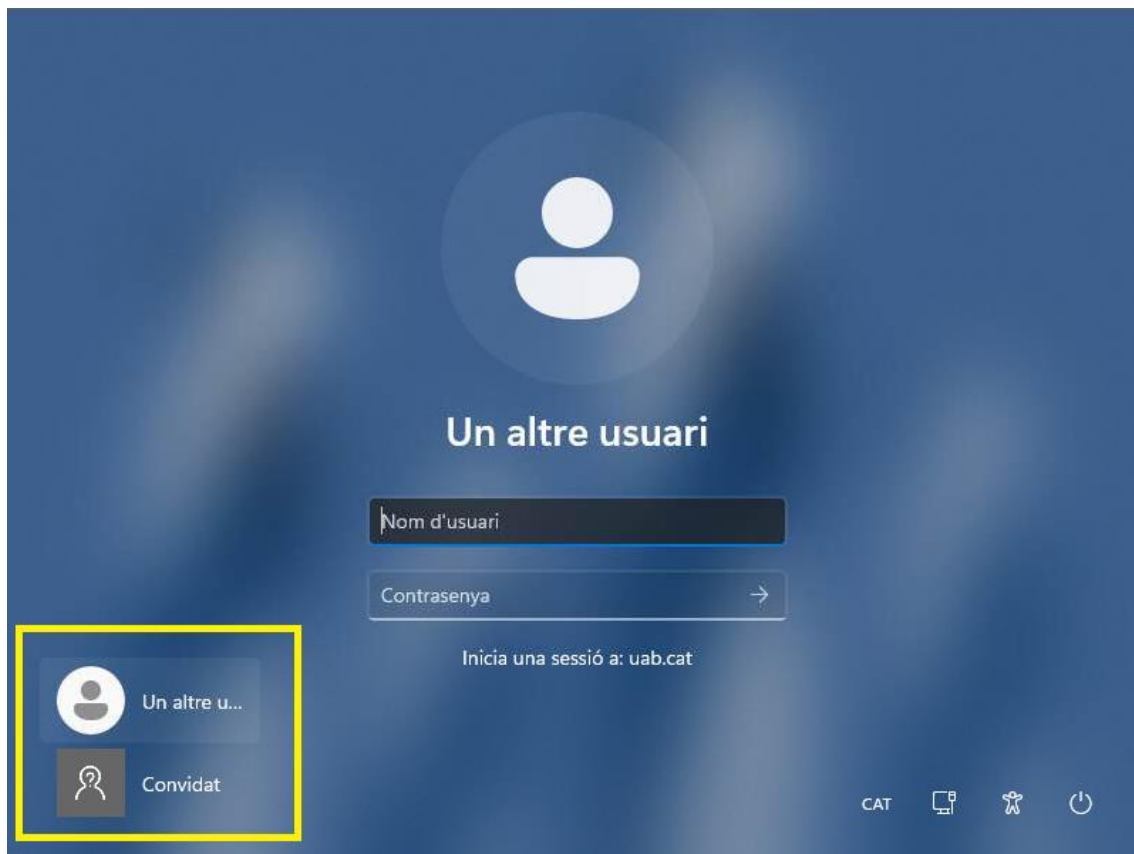 Un altre usuari
Nom d'usuari
Contrasenya
Inicia una sessió a: uab.cat
Un altre u...
Convidat
CAT